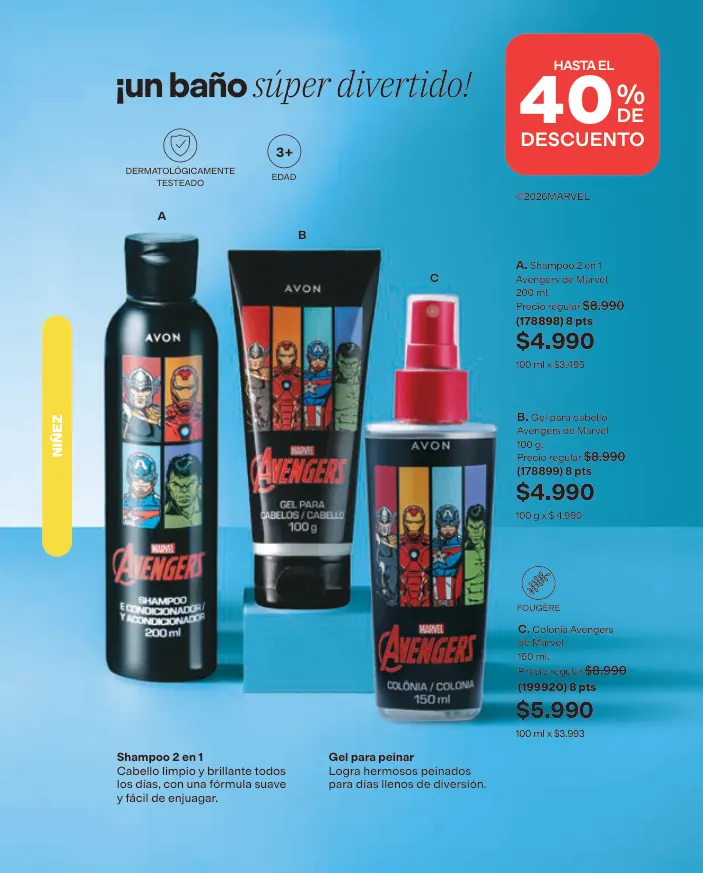 ¡un baño súper divertido!
HASTA EL
40%
DE
DESCUENTO
DERMATOLÓGICAMENTE
TESTEADO
3+
EDAD
©2026MARVEL
A
B
C
NIÑEZ
AVON
MARVEL
AVENGERS
SHAMPOO
E CONDICIONADOR /
Y ACONDICIONADOR
200 ml
AVON
MARVEL
AVENGERS
GEL PARA
CABELOS / CABELLO
100 g
AVON
MARVEL
AVENGERS
COLÔNIA / COLONIA
150 ml
A. Shampoo 2 en 1
Avengers de Marvel
200 ml.
Precio regular $8.990
(178898) 8 pts
$4.990
100 ml x $3.495
B. Gel para cabello
Avengers de Marvel
100 g.
Precio regular $8.990
(178899) 8 pts
$4.990
100 g x $ 4.990
FOUGÈRE
C. Colonia Avengers
de Marvel
150 ml.
Precio regular $8.990
(199920) 8 pts
$5.990
100 ml x $3.993
Shampoo 2 en 1
Cabello limpio y brillante todos
los días, con una fórmula suave
y fácil de enjuagar.
Gel para peinar
Logra hermosos peinados
para días llenos de diversión.